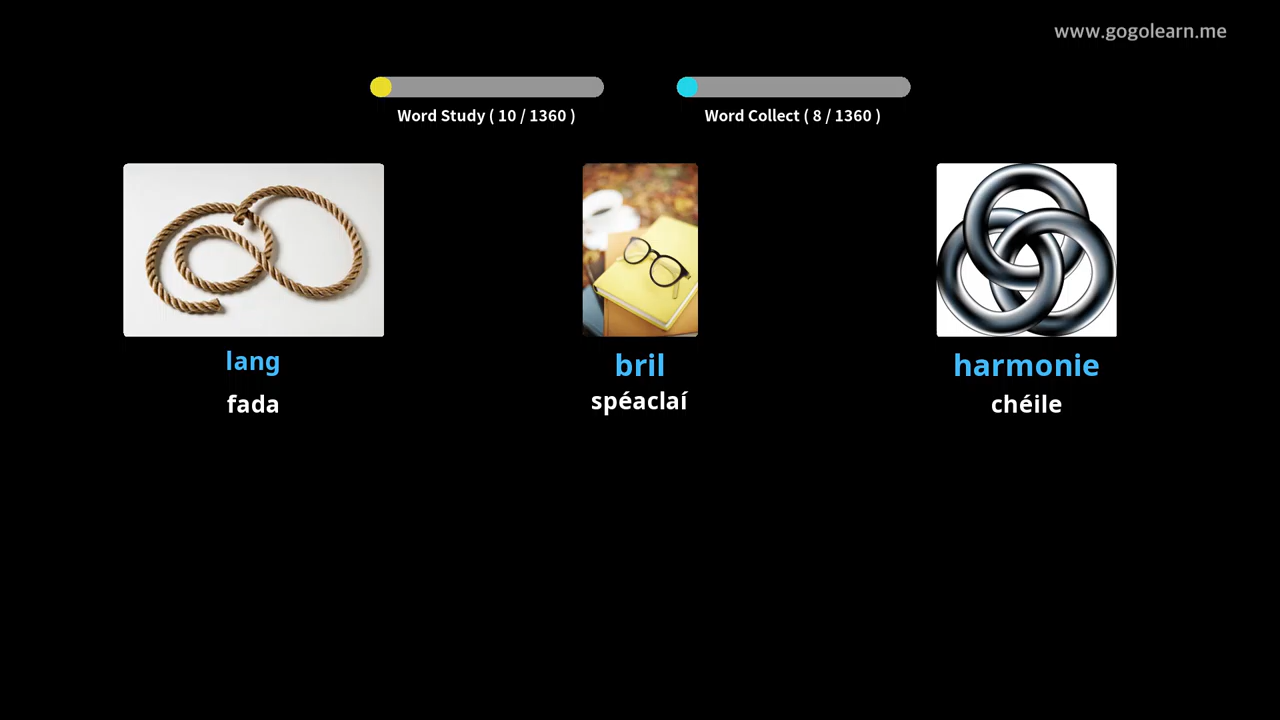 www.gogolearn.me
Word Study ( 10 / 1360 )
Word Collect ( 8 / 1360 )
lang
bril
harmonie
fada
spéaclaí
chéile